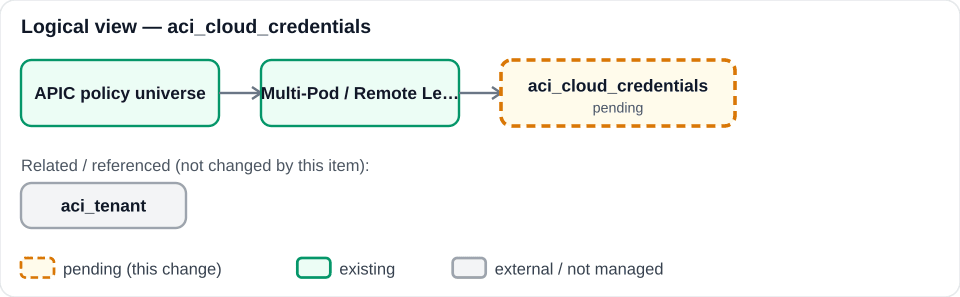 Logical view — aci_cloud_credentials
APIC policy universe
Multi-Pod / Remote Le…
aci_cloud_credentials
pending
Related / referenced (not changed by this item):
aci_tenant
pending (this change)
existing
external / not managed